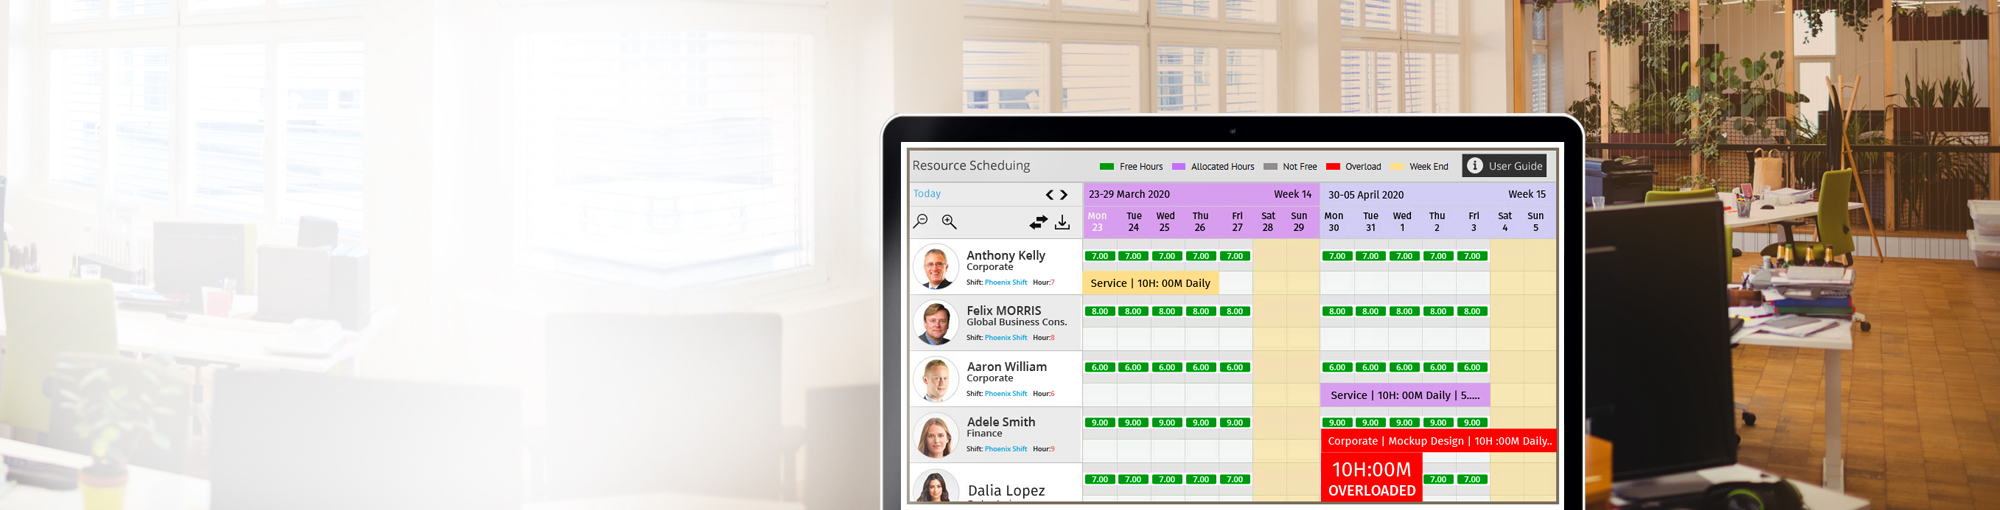 Resource Scheduing
Free Hours Allocated Hours Not Free Overload Week End
User Guide
Today
23-29 March 2020 Week 14 30-05 April 2020 Week 15
Mon Tue Wed Thu Fri Sat Sun Mon Tue Wed Thu Fri Sat Sun
23 24 25 26 27 28 29 30 31 1 2 3 4 5
Anthony Kelly
Corporate
Shift: Phoenix Shift Hour:7
7.00 7.00 7.00 7.00 7.00 7.00 7.00 7.00 7.00 7.00
Service | 10H: 00M Daily
Felix MORRIS
Global Business Cons.
Shift: Phoenix Shift Hour:8
8.00 8.00 8.00 8.00 8.00 8.00 8.00 8.00 8.00 8.00
Aaron William
Corporate
Shift: Phoenix Shift Hour:6
6.00 6.00 6.00 6.00 6.00 6.00 6.00 6.00 6.00 6.00
Service | 10H: 00M Daily | 5.....
Adele Smith
Finance
Shift: Phoenix Shift Hour:9
9.00 9.00 9.00 9.00 9.00 9.00 9.00 9.00 9.00 9.00
Corporate | Mockup Design | 10H :00M Daily..
Dalia Lopez
7.00 7.00 7.00 7.00 7.00 7.00 7.00
10H:00M
OVERLOADED